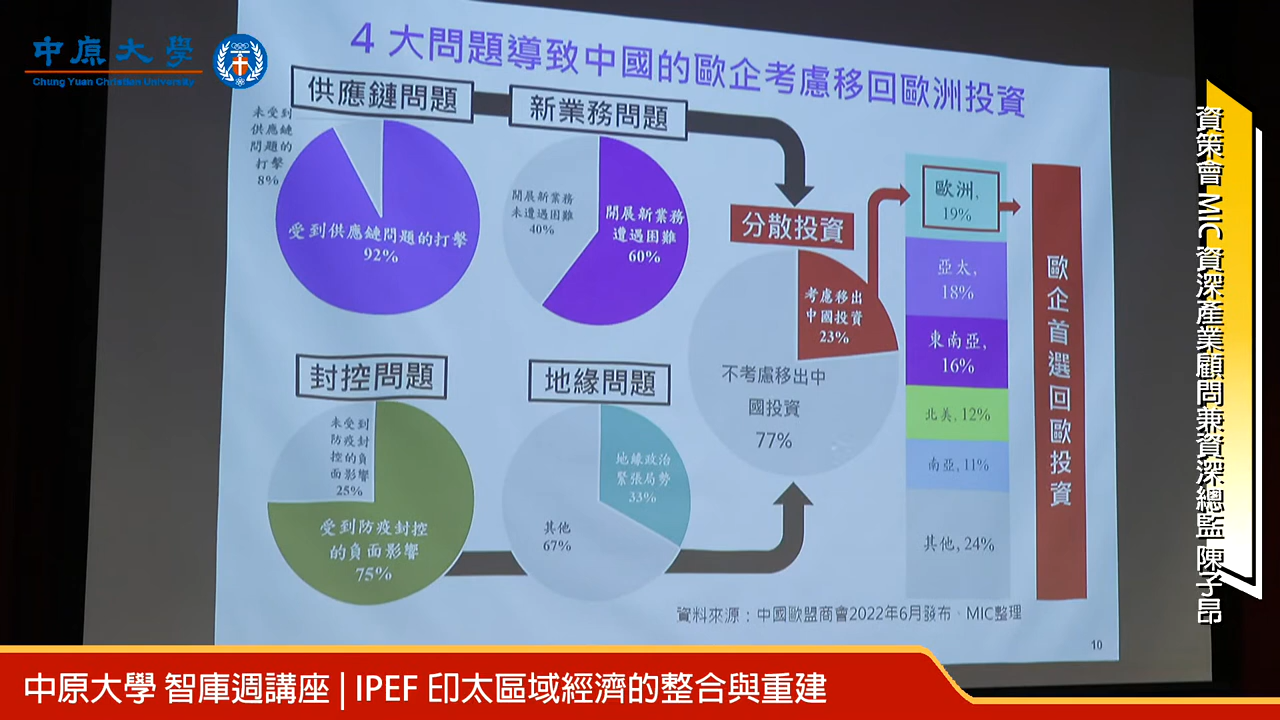 中原大學
Chung Yuan Christian University
4 大問題導致中國的歐企考慮移回歐洲投資
供應鏈問題
未受到
供應鏈
問題的
打擊
8%
受到供應鏈問題的打擊
92%
新業務問題
開展新業務
未遭遇困難
40%
開展新業務
遭遇困難
60%
封控問題
未受到
防疫封
控的負
面影響
25%
受到防疫封控
的負面影響
75%
地緣問題
地緣政治
緊張局勢
33%
其他
67%
分散投資
考慮移出
中國投資
23%
不考慮移出中
國投資
77%
歐洲,
19%
亞太,
18%
東南亞,
16%
北美, 12%
南亞, 11%
其他, 24%
歐企首選回歐投資
資料來源：中國歐盟商會2022年6月發布、MIC整理
10
資策會 MIC 資深產業顧問兼資深總監 陳子昂
中原大學 智庫週講座 | IPEF 印太區域經濟的整合與重建